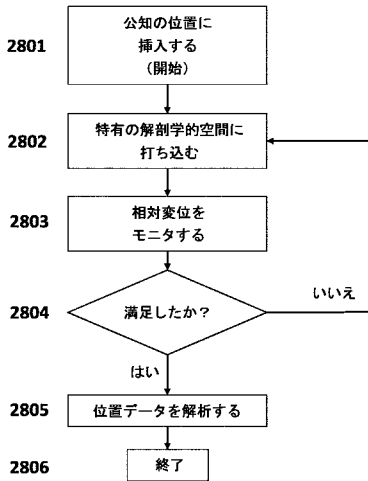 2801
公知の位置に
挿入する
(開始)
2802
特有の解剖学的空間に
打ち込む
2803
相対変位を
モニタする
2804
満足したか?
いいえ
はい
2805
位置データを解析する
2806
終了